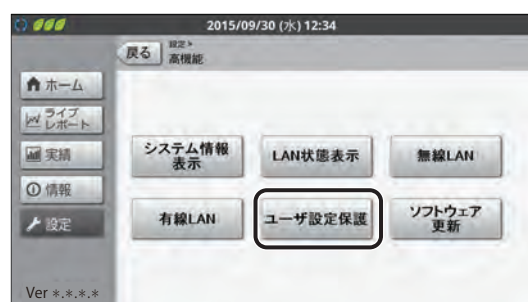 2015/09/30 (水) 12:34
戻る
設定 >
高機能
ホーム
ライブ
レポート
実績
情報
設定
システム情報
表示
LAN状態表示
無線LAN
有線LAN
ユーザ設定保護
ソフトウェア
更新
Ver *.*.*.*